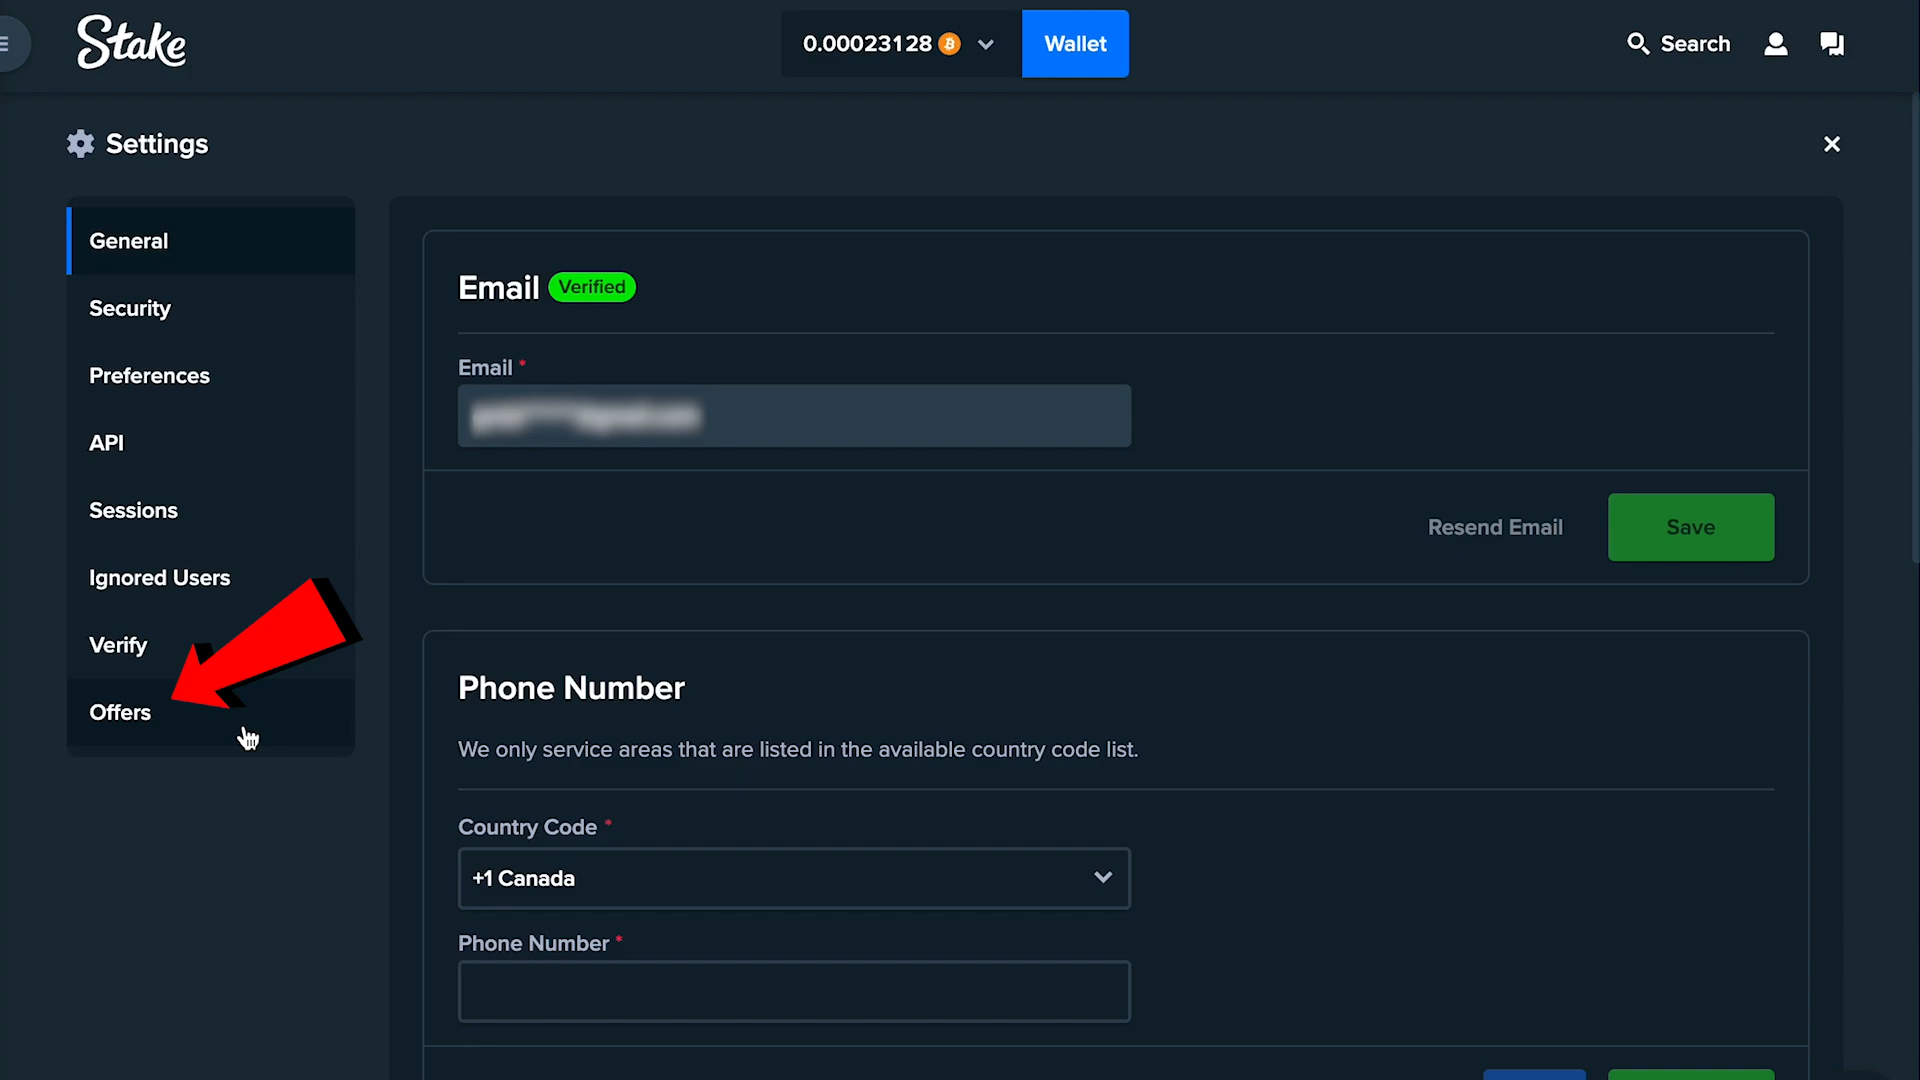 Stake
0.00023128
Wallet
Search
Settings
General
Security
Preferences
API
Sessions
Ignored Users
Verify
Offers
Email Verified
Email *
Resend Email
Save
Phone Number
We only service areas that are listed in the available country code list.
Country Code *
+1 Canada
Phone Number *